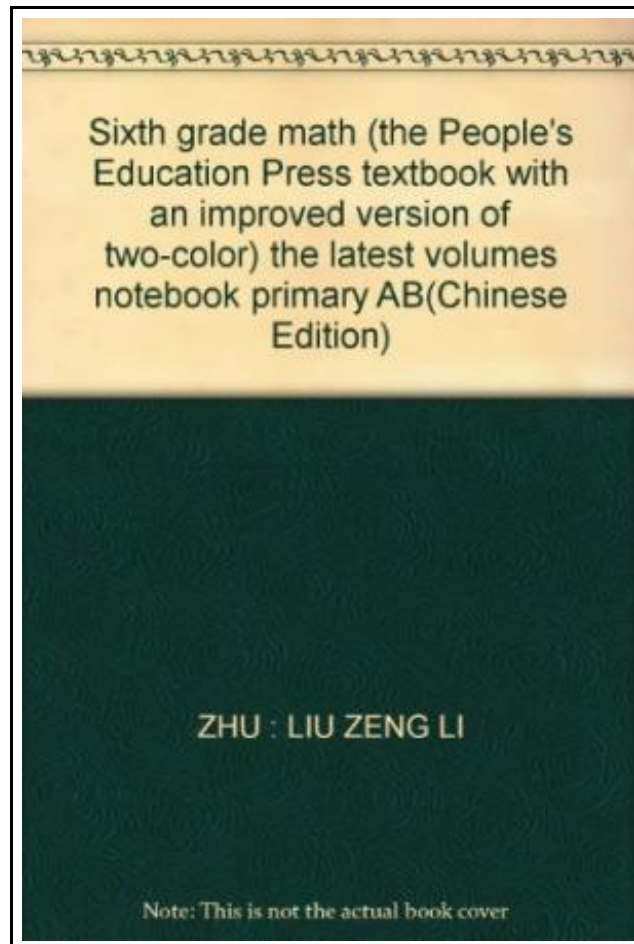 Sixth grade math (the People's
Education Press textbook with
an improved version of
two-color) the latest volumes
notebook primary AB(Chinese
Edition)
ZHU : LIU ZENG LI
Note: This is not the actual book cover